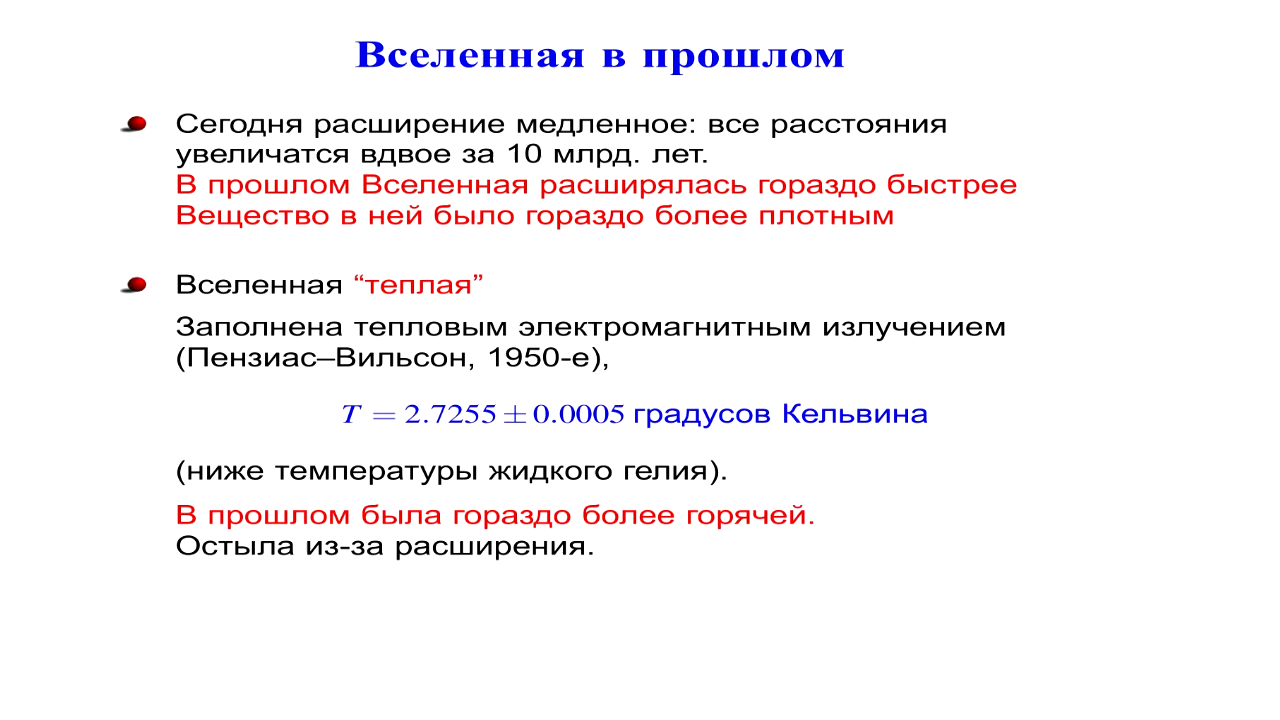 Вселенная в прошлом
Сегодня расширение медленное: все расстояния
увеличатся вдвое за 10 млрд. лет.
В прошлом Вселенная расширялась гораздо быстрее
Вещество в ней было гораздо более плотным
Вселенная “теплая”
Заполнена тепловым электромагнитным излучением
(Пензиас–Вильсон, 1950-е),
T = 2.7255 ± 0.0005 градусов Кельвина
(ниже температуры жидкого гелия).
В прошлом была гораздо более горячей.
Остыла из-за расширения.